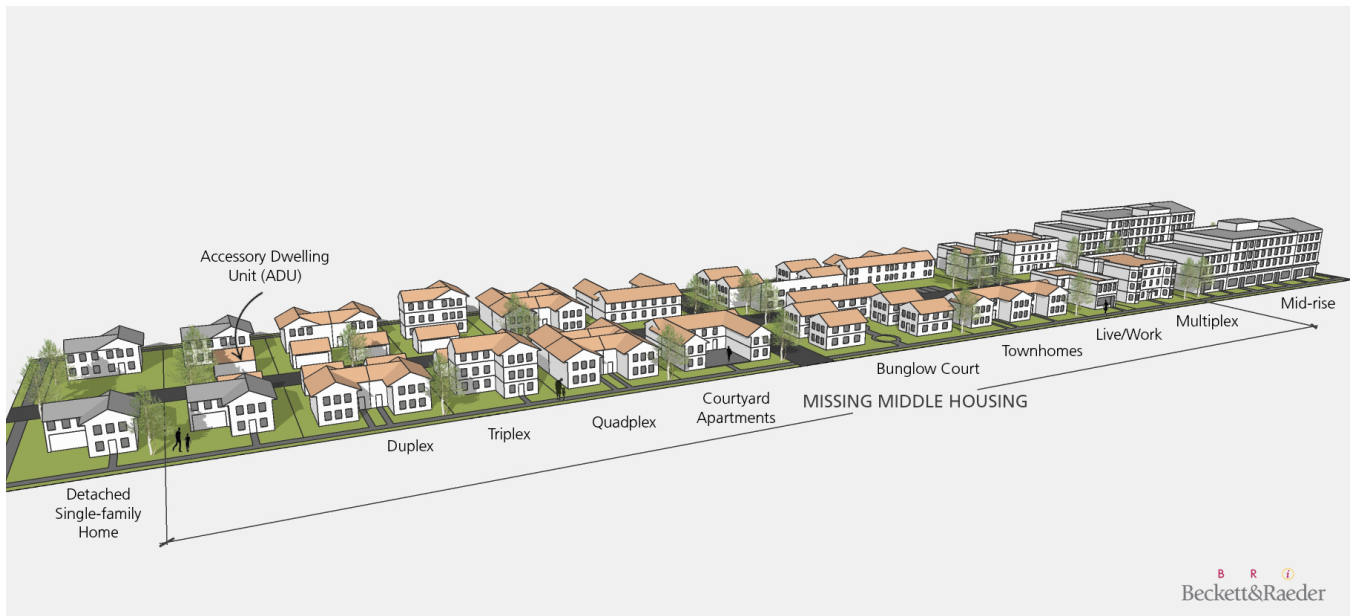 Accessory Dwelling
Unit (ADU)
Detached
Single-family
Home
Duplex
Triplex
Quadplex
Courtyard
Apartments
Bunglow Court
Townhomes
Live/Work
Multiplex
Mid-rise
MISSING MIDDLE HOUSING
B R i
Beckett&Raeder